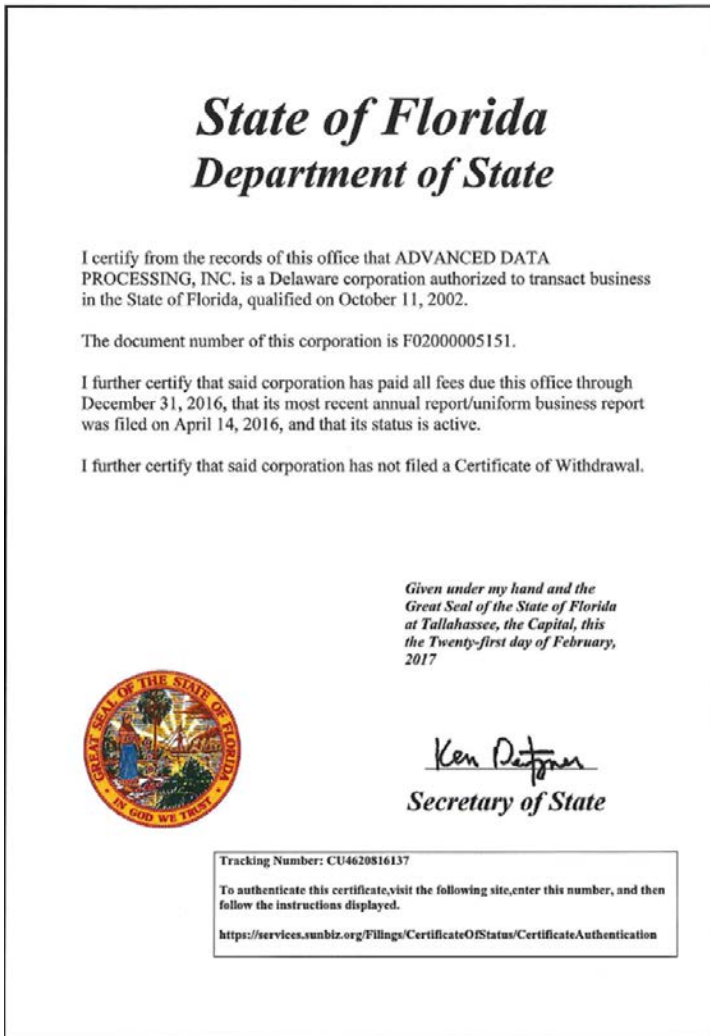 State of Florida
Department of State
I certify from the records of this office that ADVANCED DATA
PROCESSING, INC. is a Delaware corporation authorized to transact business
in the State of Florida, qualified on October 11, 2002.
The document number of this corporation is F02000005151.
I further certify that said corporation has paid all fees due this office through
December 31, 2016, that its most recent annual report/uniform business report
was filed on April 14, 2016, and that its status is active.
I further certify that said corporation has not filed a Certificate of Withdrawal.
Given under my hand and the
Great Seal of the State of Florida
at Tallahassee, the Capital, this
the Twenty-first day of February,
2017
GREAT SEAL OF THE STATE OF FLORIDA
IN GOD WE TRUST
Ken Detzner
Secretary of State
Tracking Number: CU4620816137
To authenticate this certificate,visit the following site,enter this number, and then
follow the instructions displayed.
https://services.sunbiz.org/Filings/CertificateOfStatus/CertificateAuthentication